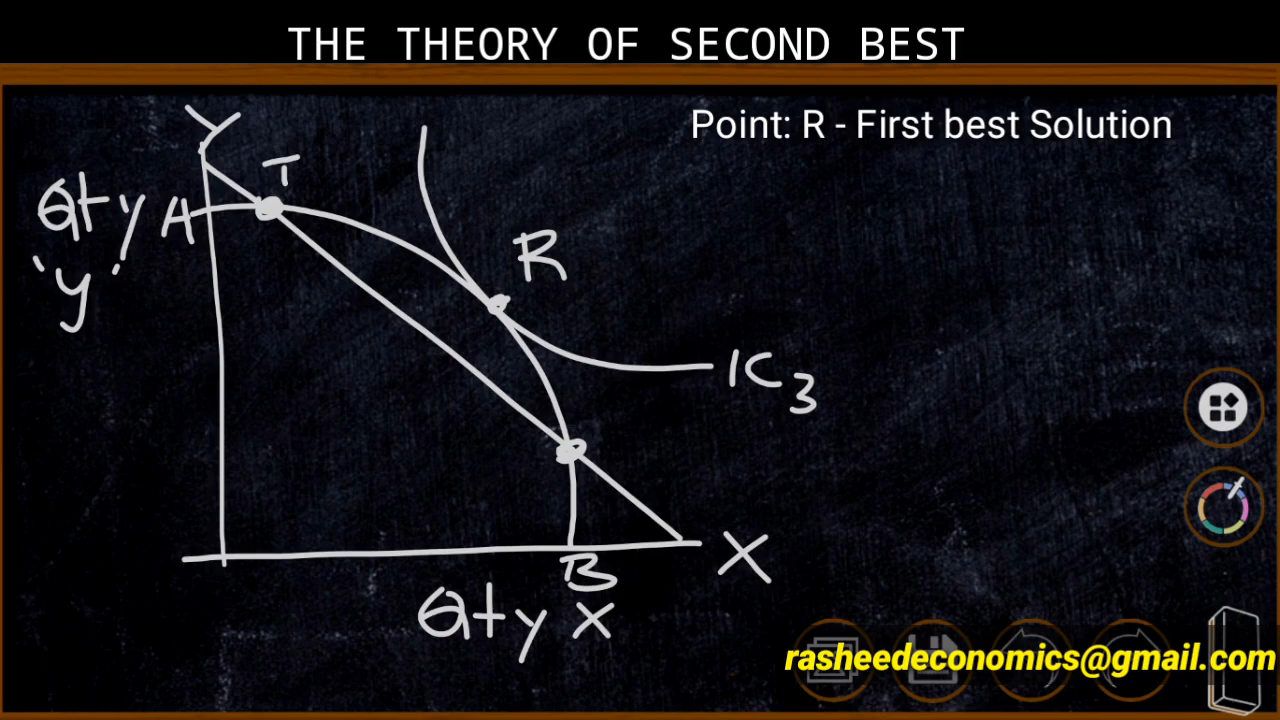 THE THEORY OF SECOND BEST
Point: R - First best Solution
Y
T
Qty
'y'
A
R
IC3
X
B
Qty X
rasheedeconomics@gmail.com